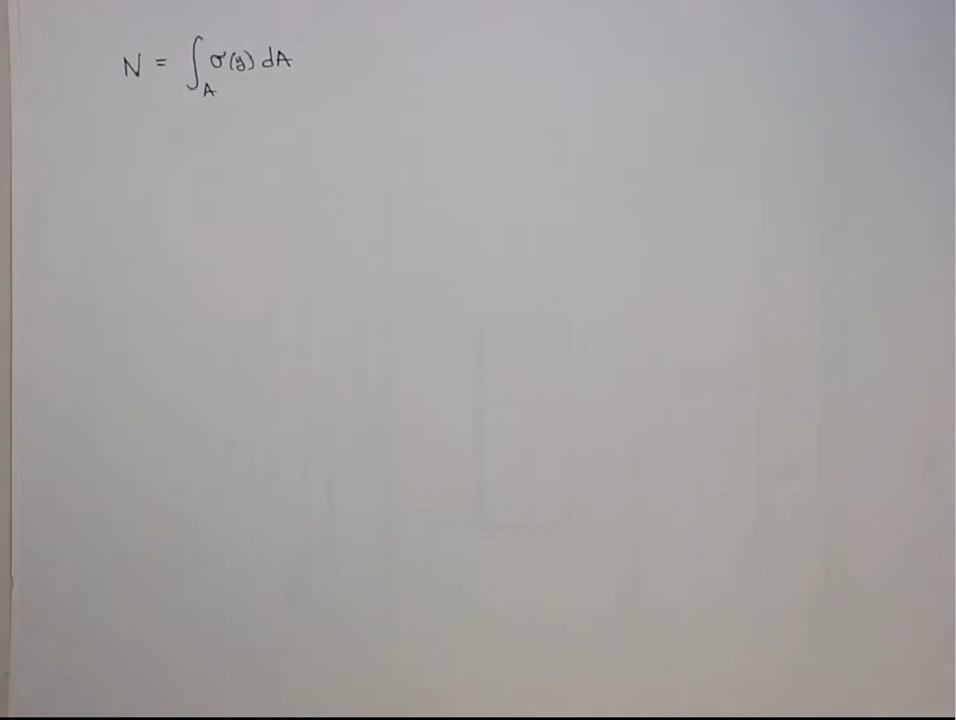 N = ∫_A σ(y) dA